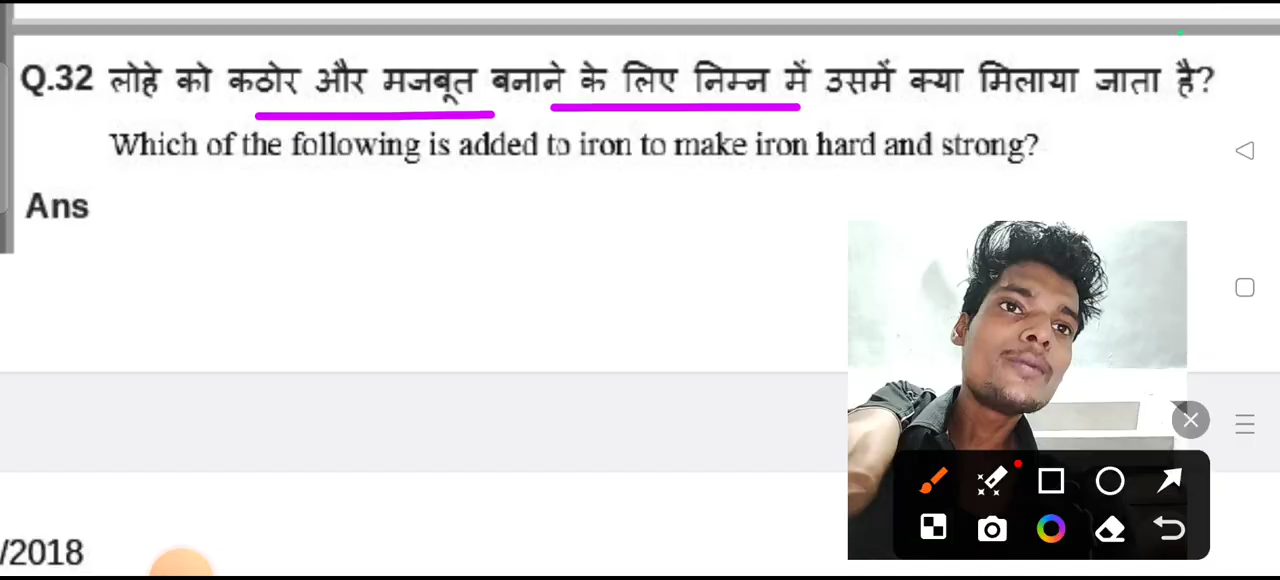 Q.32 लोहे को कठोर और मजबूत बनाने के लिए निम्न में उसमें क्या मिलाया जाता है?
Which of the following is added to iron to make iron hard and strong?
Ans
/2018